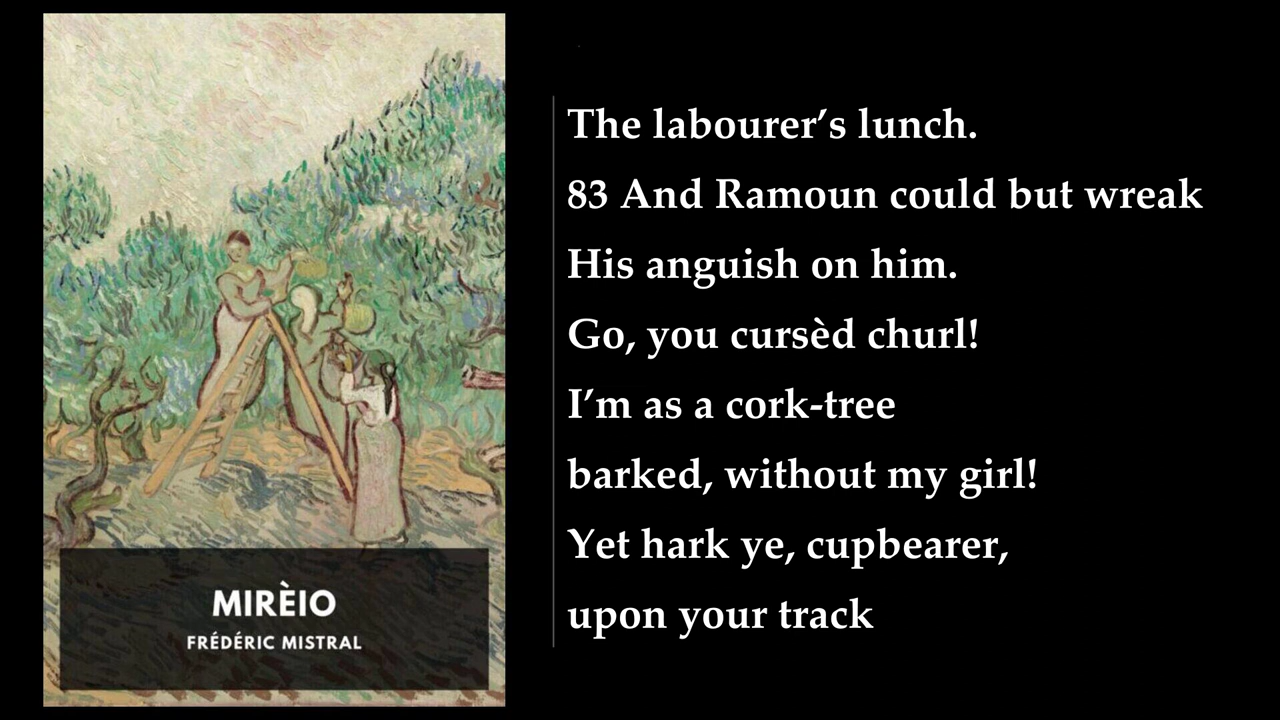 MIRÈIO
FRÉDÉRIC MISTRAL
The labourer’s lunch.
83 And Ramoun could but wreak
His anguish on him.
Go, you cursèd churl!
I’m as a cork-tree
barked, without my girl!
Yet hark ye, cupbearer,
upon your track